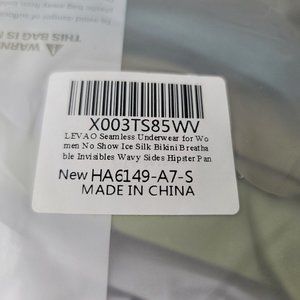 WARNING
THIS BAG IS
X003TS85WV
LEVAO Seamless Underwear for Wo
men No Show Ice Silk Bikini Breatha
ble Invisibles Wavy Sides Hipster Pan
New HA6149-A7-S
MADE IN CHINA